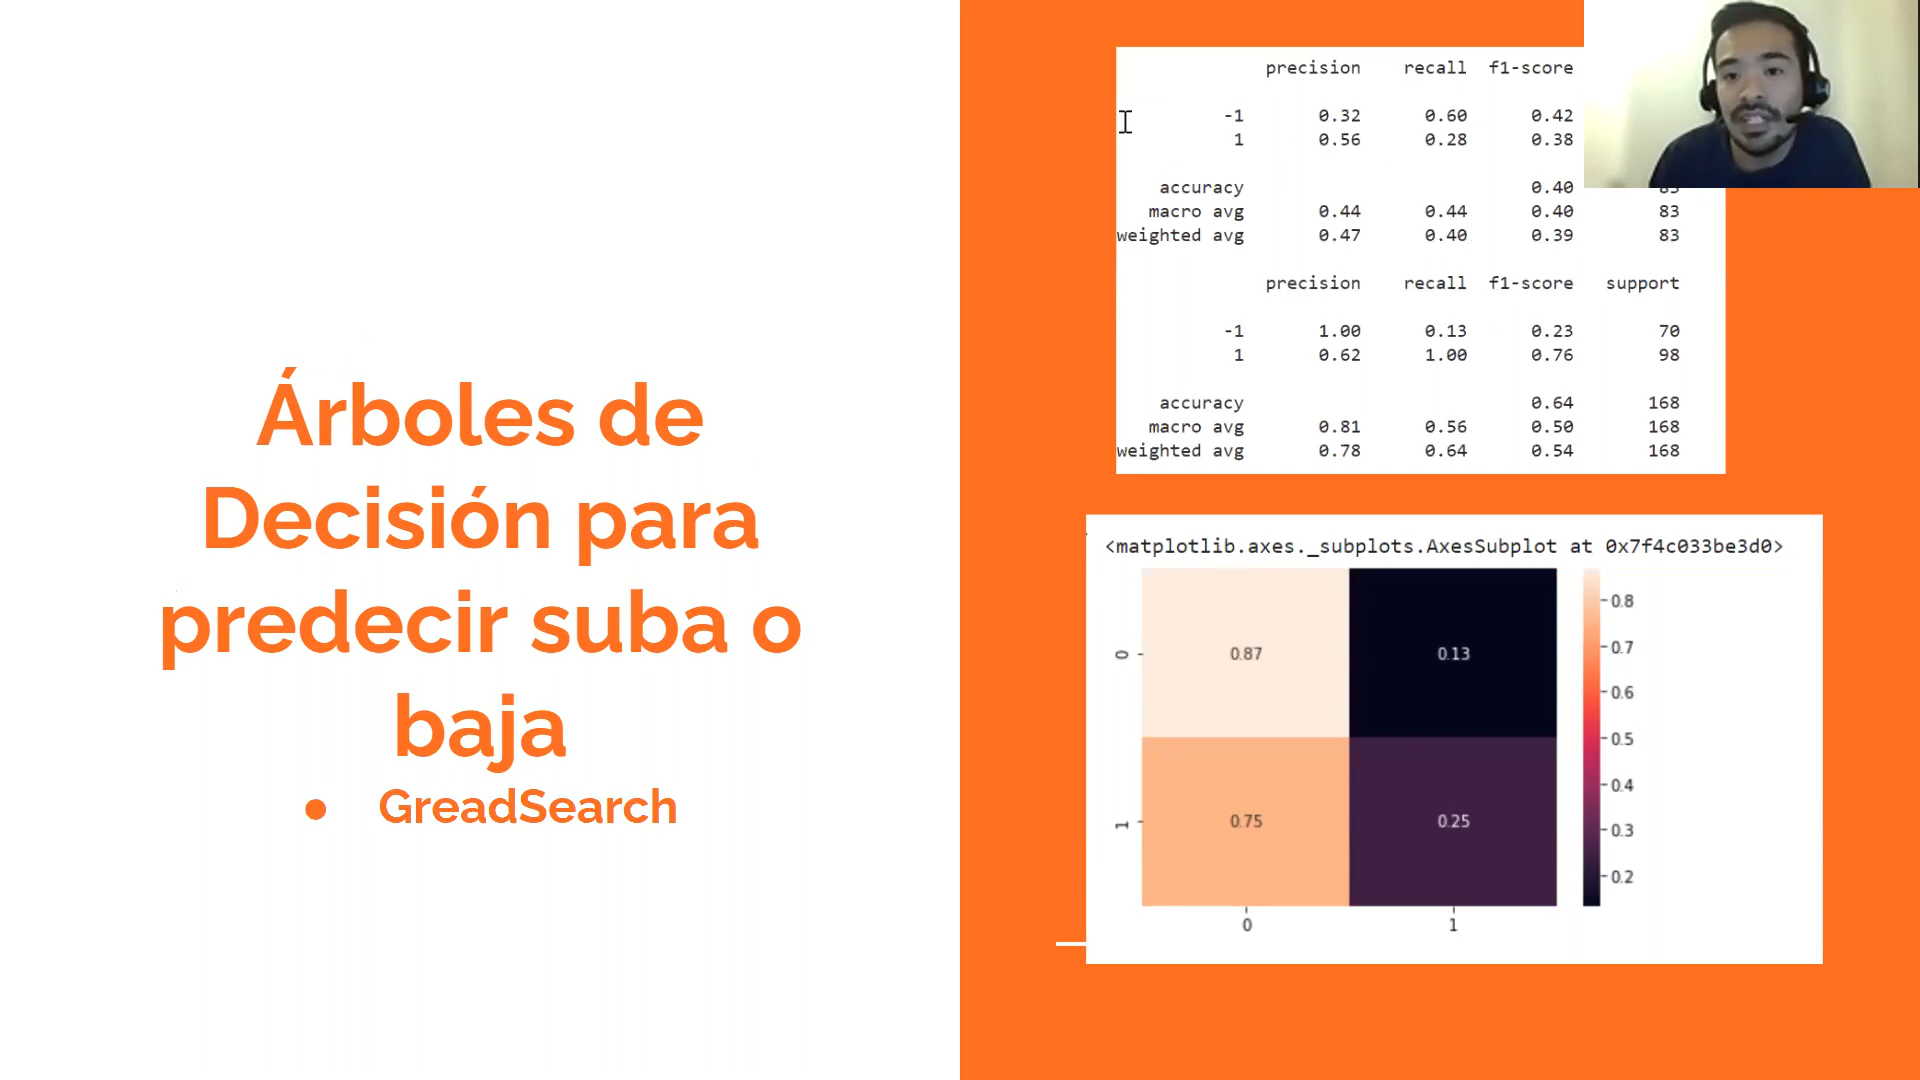 Árboles de
Decisión para
predecir suba o
baja
● GreadSearch
precision recall f1-score
-1 0.32 0.60 0.42
1 0.56 0.28 0.38
accuracy 0.40
macro avg 0.44 0.44 0.40 83
weighted avg 0.47 0.40 0.39 83
precision recall f1-score support
-1 1.00 0.13 0.23 70
1 0.62 1.00 0.76 98
accuracy 0.64 168
macro avg 0.81 0.56 0.50 168
weighted avg 0.78 0.64 0.54 168
<matplotlib.axes._subplots.AxesSubplot at 0x7f4c033be3d0>
0 0.87 0.13
1 0.75 0.25
0 1
0.8
0.7
0.6
0.5
0.4
0.3
0.2